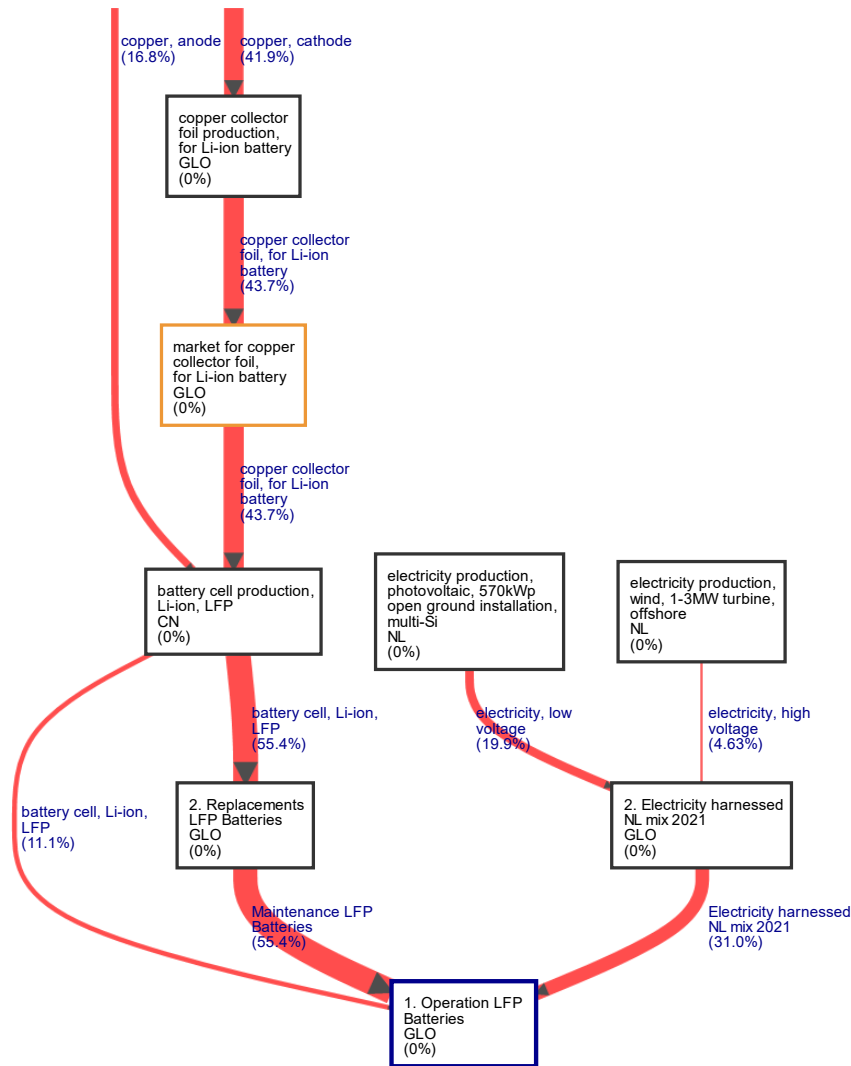 copper, anode
(16.8%)
copper, cathode
(41.9%)
copper collector
foil production,
for Li-ion battery
GLO
(0%)
copper collector
foil, for Li-ion
battery
(43.7%)
market for copper
collector foil,
for Li-ion battery
GLO
(0%)
copper collector
foil, for Li-ion
battery
(43.7%)
battery cell production,
Li-ion, LFP
CN
(0%)
electricity production,
photovoltaic, 570kWp
open ground installation,
multi-Si
NL
(0%)
electricity production,
wind, 1-3MW turbine,
offshore
NL
(0%)
battery cell, Li-ion,
LFP
(55.4%)
electricity, low
voltage
(19.9%)
electricity, high
voltage
(4.63%)
battery cell, Li-ion,
LFP
(11.1%)
2. Replacements
LFP Batteries
GLO
(0%)
2. Electricity harnessed
NL mix 2021
GLO
(0%)
Maintenance LFP
Batteries
(55.4%)
Electricity harnessed
NL mix 2021
(31.0%)
1. Operation LFP
Batteries
GLO
(0%)